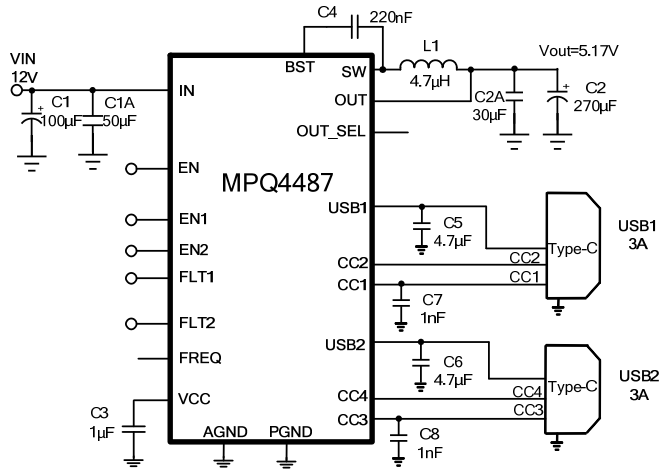 C4
220nF
VIN
12V
BST
SW
L1
4.7µH
Vout=5.17V
IN
OUT
C1
100µF
C1A
50µF
C2A
30µF
C2
270µF
OUT_SEL
EN
MPQ4487
EN1
USB1
C5
4.7µF
Type-C
USB1
3A
EN2
CC2
CC2
FLT1
CC1
CC1
C7
1nF
FLT2
USB2
FREQ
C6
4.7µF
Type-C
USB2
3A
VCC
CC4
CC4
C3
1µF
CC3
CC3
AGND
PGND
C8
1nF
+
+